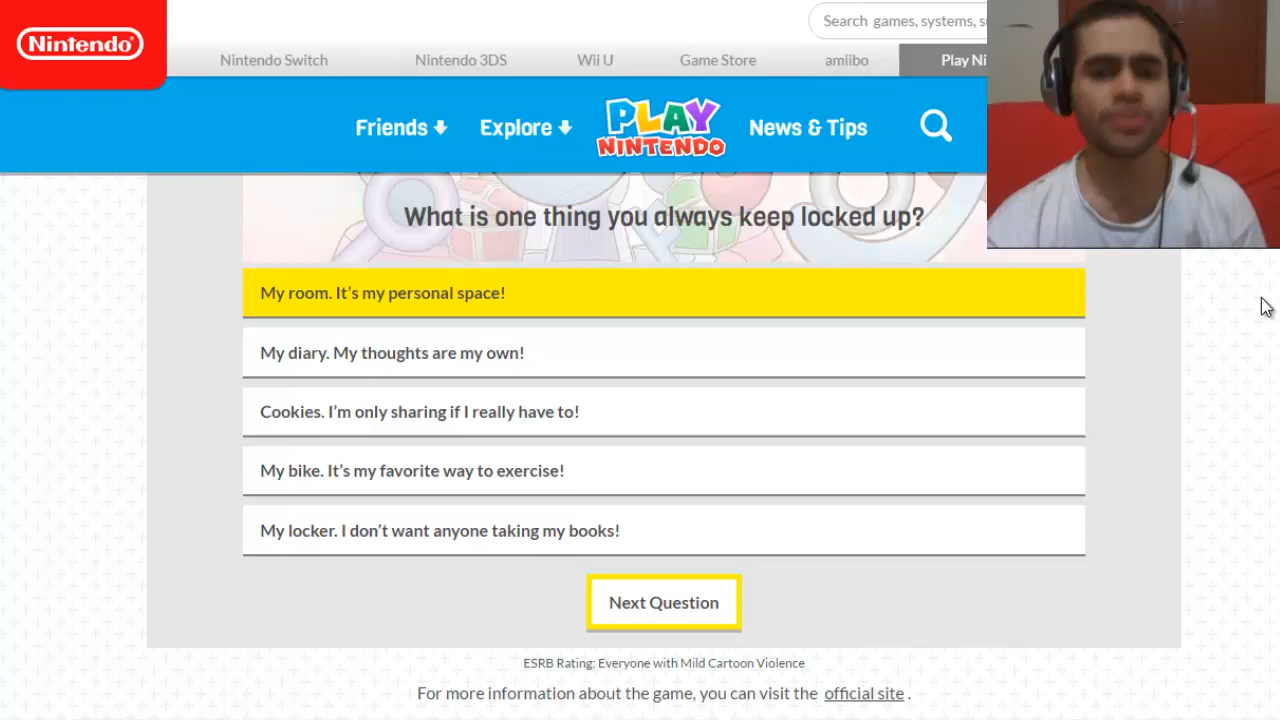 Nintendo
Search games, systems, su
Nintendo Switch
Nintendo 3DS
Wii U
Game Store
amiibo
Play Ni
Friends
Explore
PLAY NINTENDO
News & Tips
What is one thing you always keep locked up?
My room. It’s my personal space!
My diary. My thoughts are my own!
Cookies. I’m only sharing if I really have to!
My bike. It’s my favorite way to exercise!
My locker. I don’t want anyone taking my books!
Next Question
ESRB Rating: Everyone with Mild Cartoon Violence
For more information about the game, you can visit the official site .